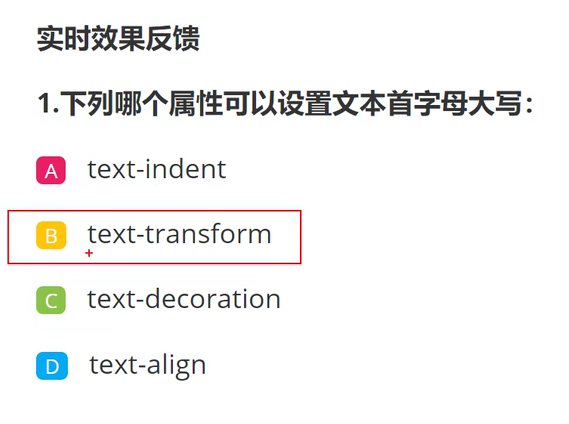 实时效果反馈
1.下列哪个属性可以设置文本首字母大写：
A text-indent
B text-transform
C text-decoration
D text-align